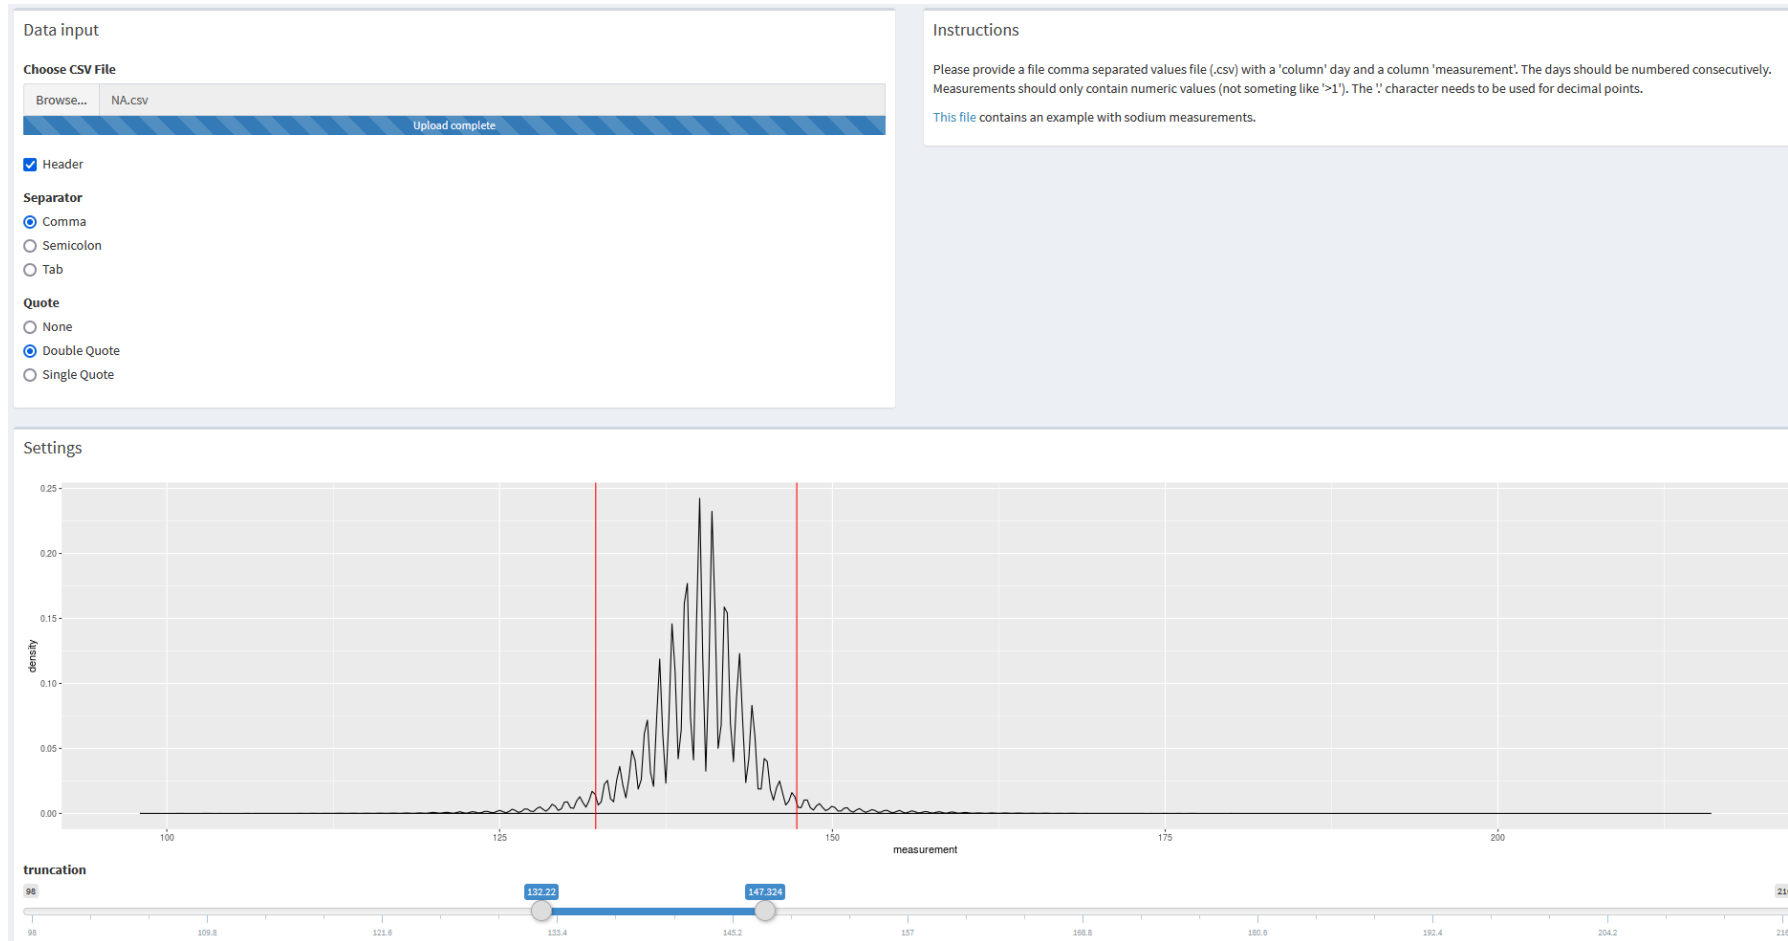 Data input
Choose CSV File
Browse... NA.csv
Upload complete
Header
Separator
Comma
Semicolon
Tab
Quote
None
Double Quote
Single Quote
Instructions
Please provide a file comma separated values file (.csv) with a 'column' day and a column 'measurement'. The days should be numbered consecutively.
Measurements should only contain numeric values (not someting like '>1'). The '.' character needs to be used for decimal points.
This file contains an example with sodium measurements.
Settings
0.25
0.20
0.15
0.10
0.05
0.00
density
100 125 150 175 200
measurement
truncation
98 132.22 147.324
98 109.8 121.6 133.4 145.2 157 168.8 180.6 192.4 204.2